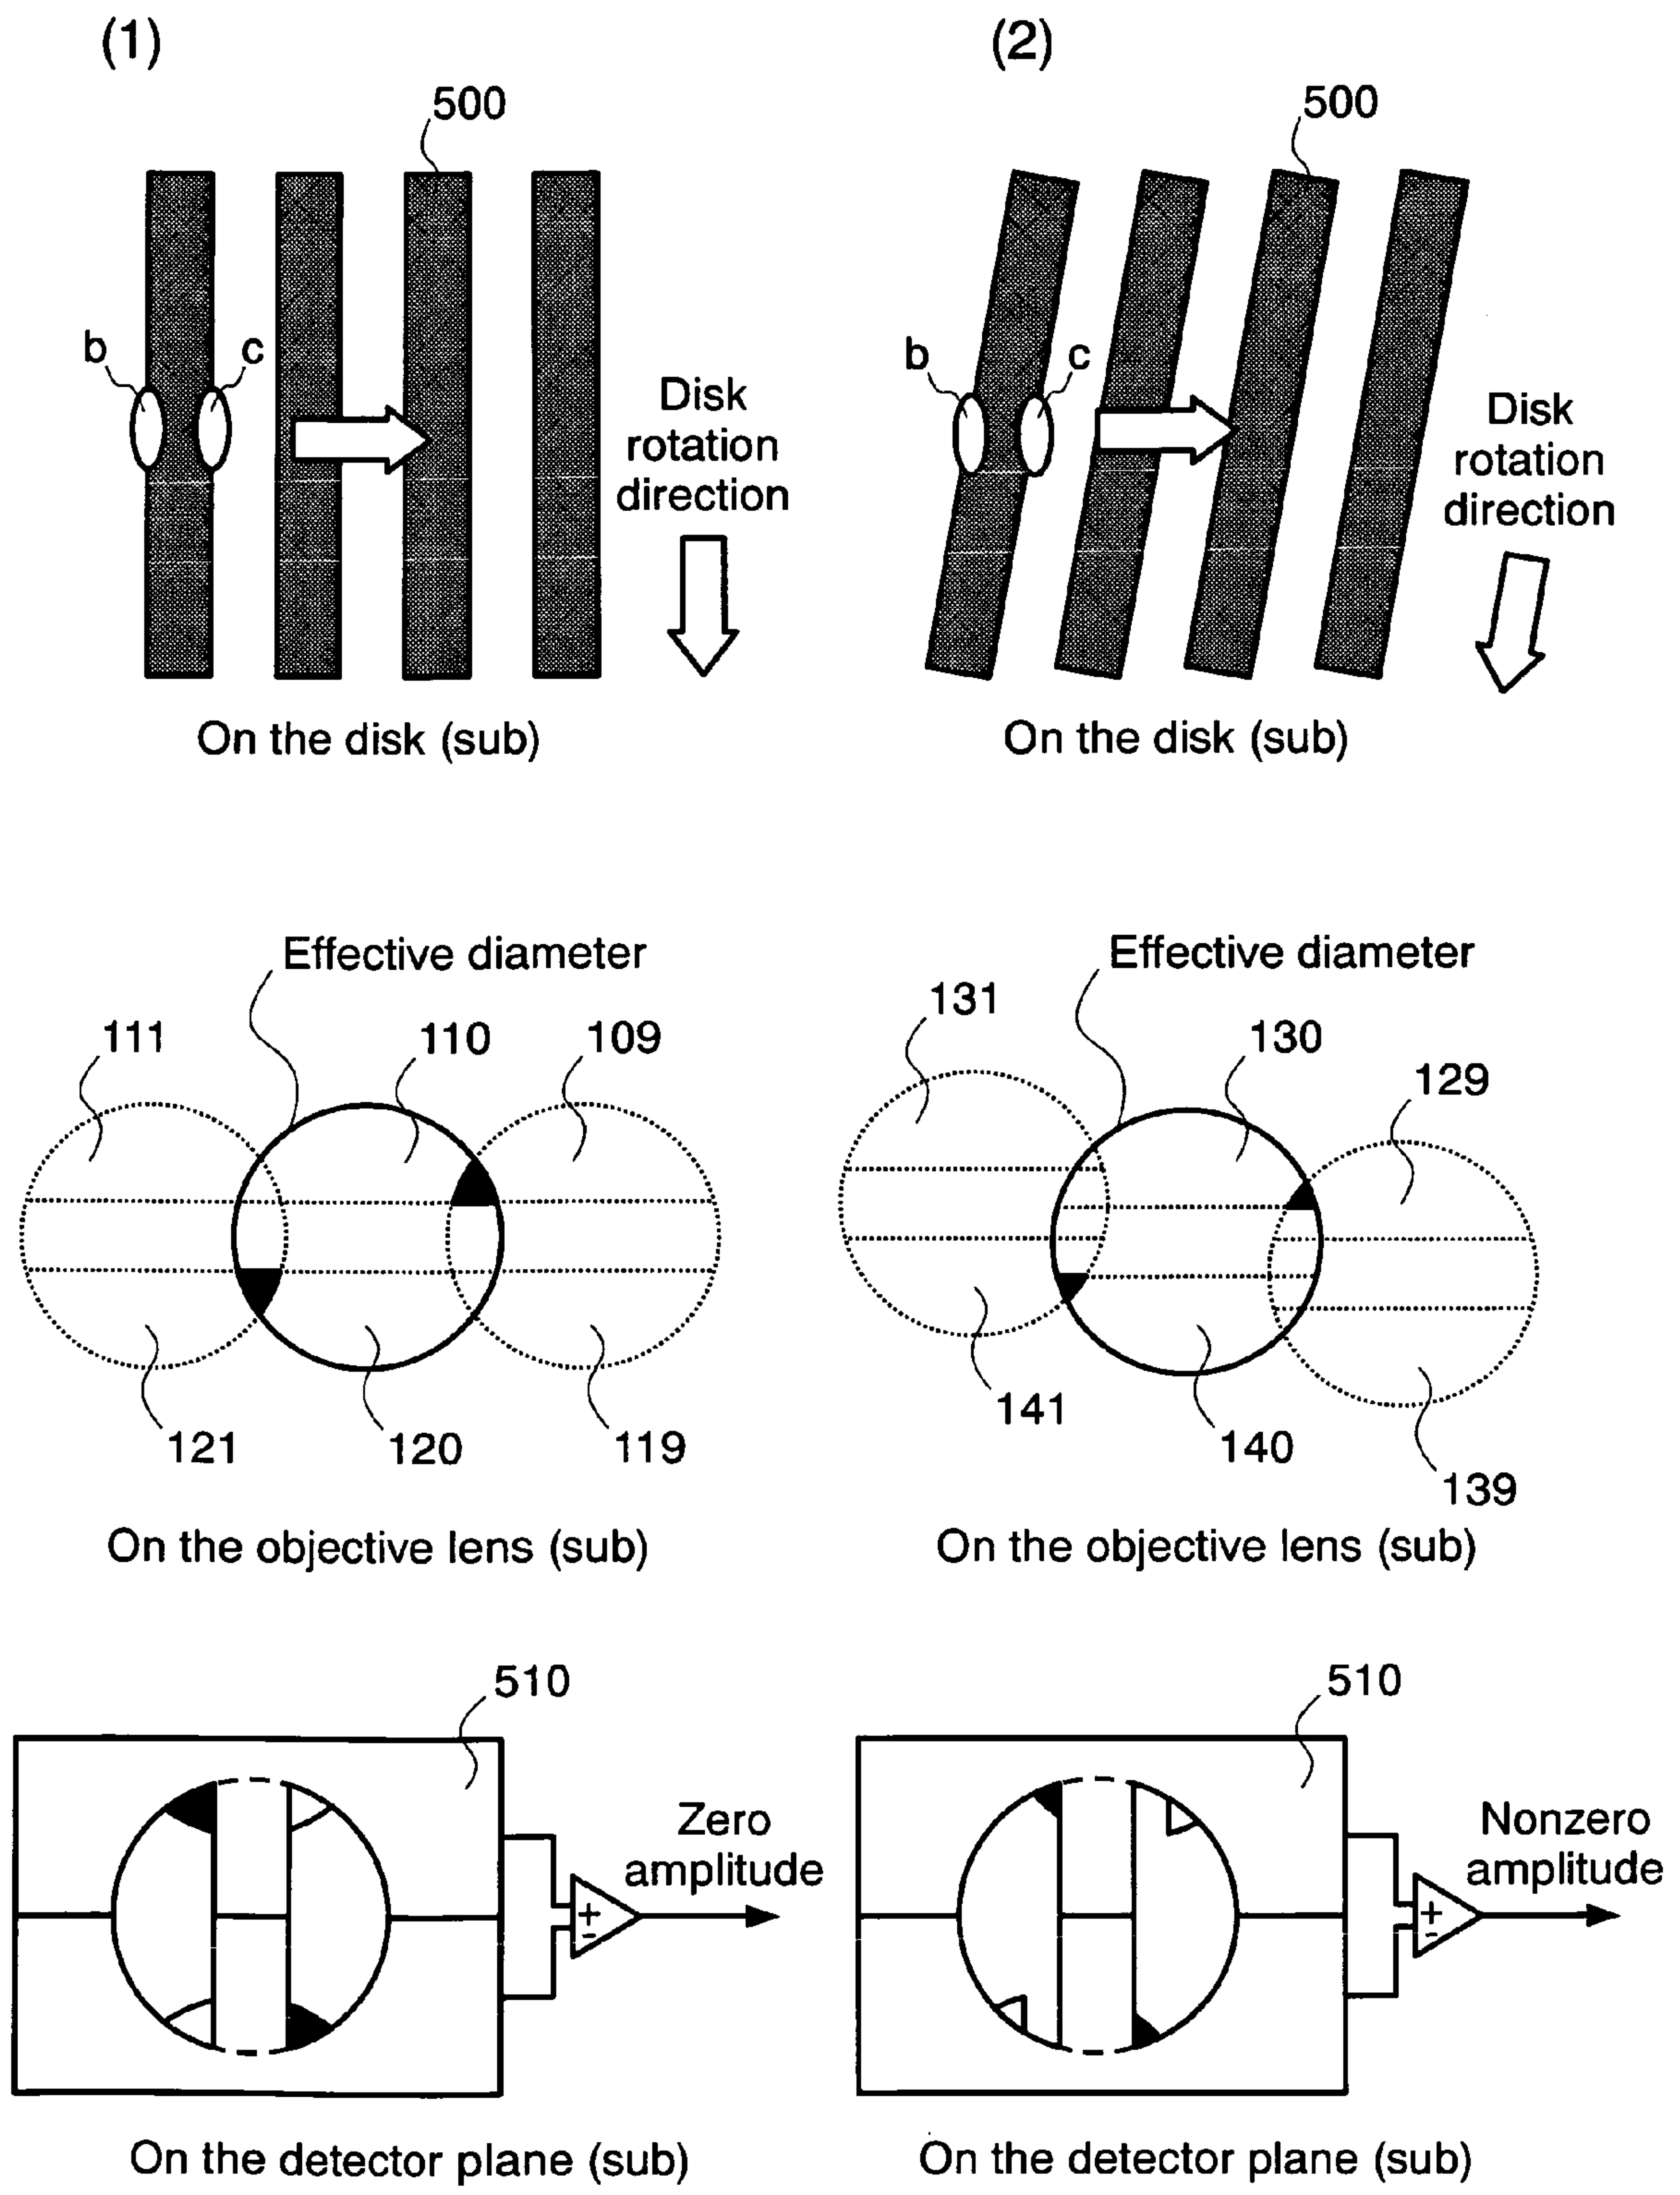 (1)
(2)
500
500
b
c
b
c
Disk
rotation
direction
Disk
rotation
direction
On the disk (sub)
On the disk (sub)
Effective diameter
Effective diameter
111
110
109
131
130
129
121
120
119
141
140
139
On the objective lens (sub)
On the objective lens (sub)
510
510
Zero
amplitude
Nonzero
amplitude
+
-
+
-
On the detector plane (sub)
On the detector plane (sub)